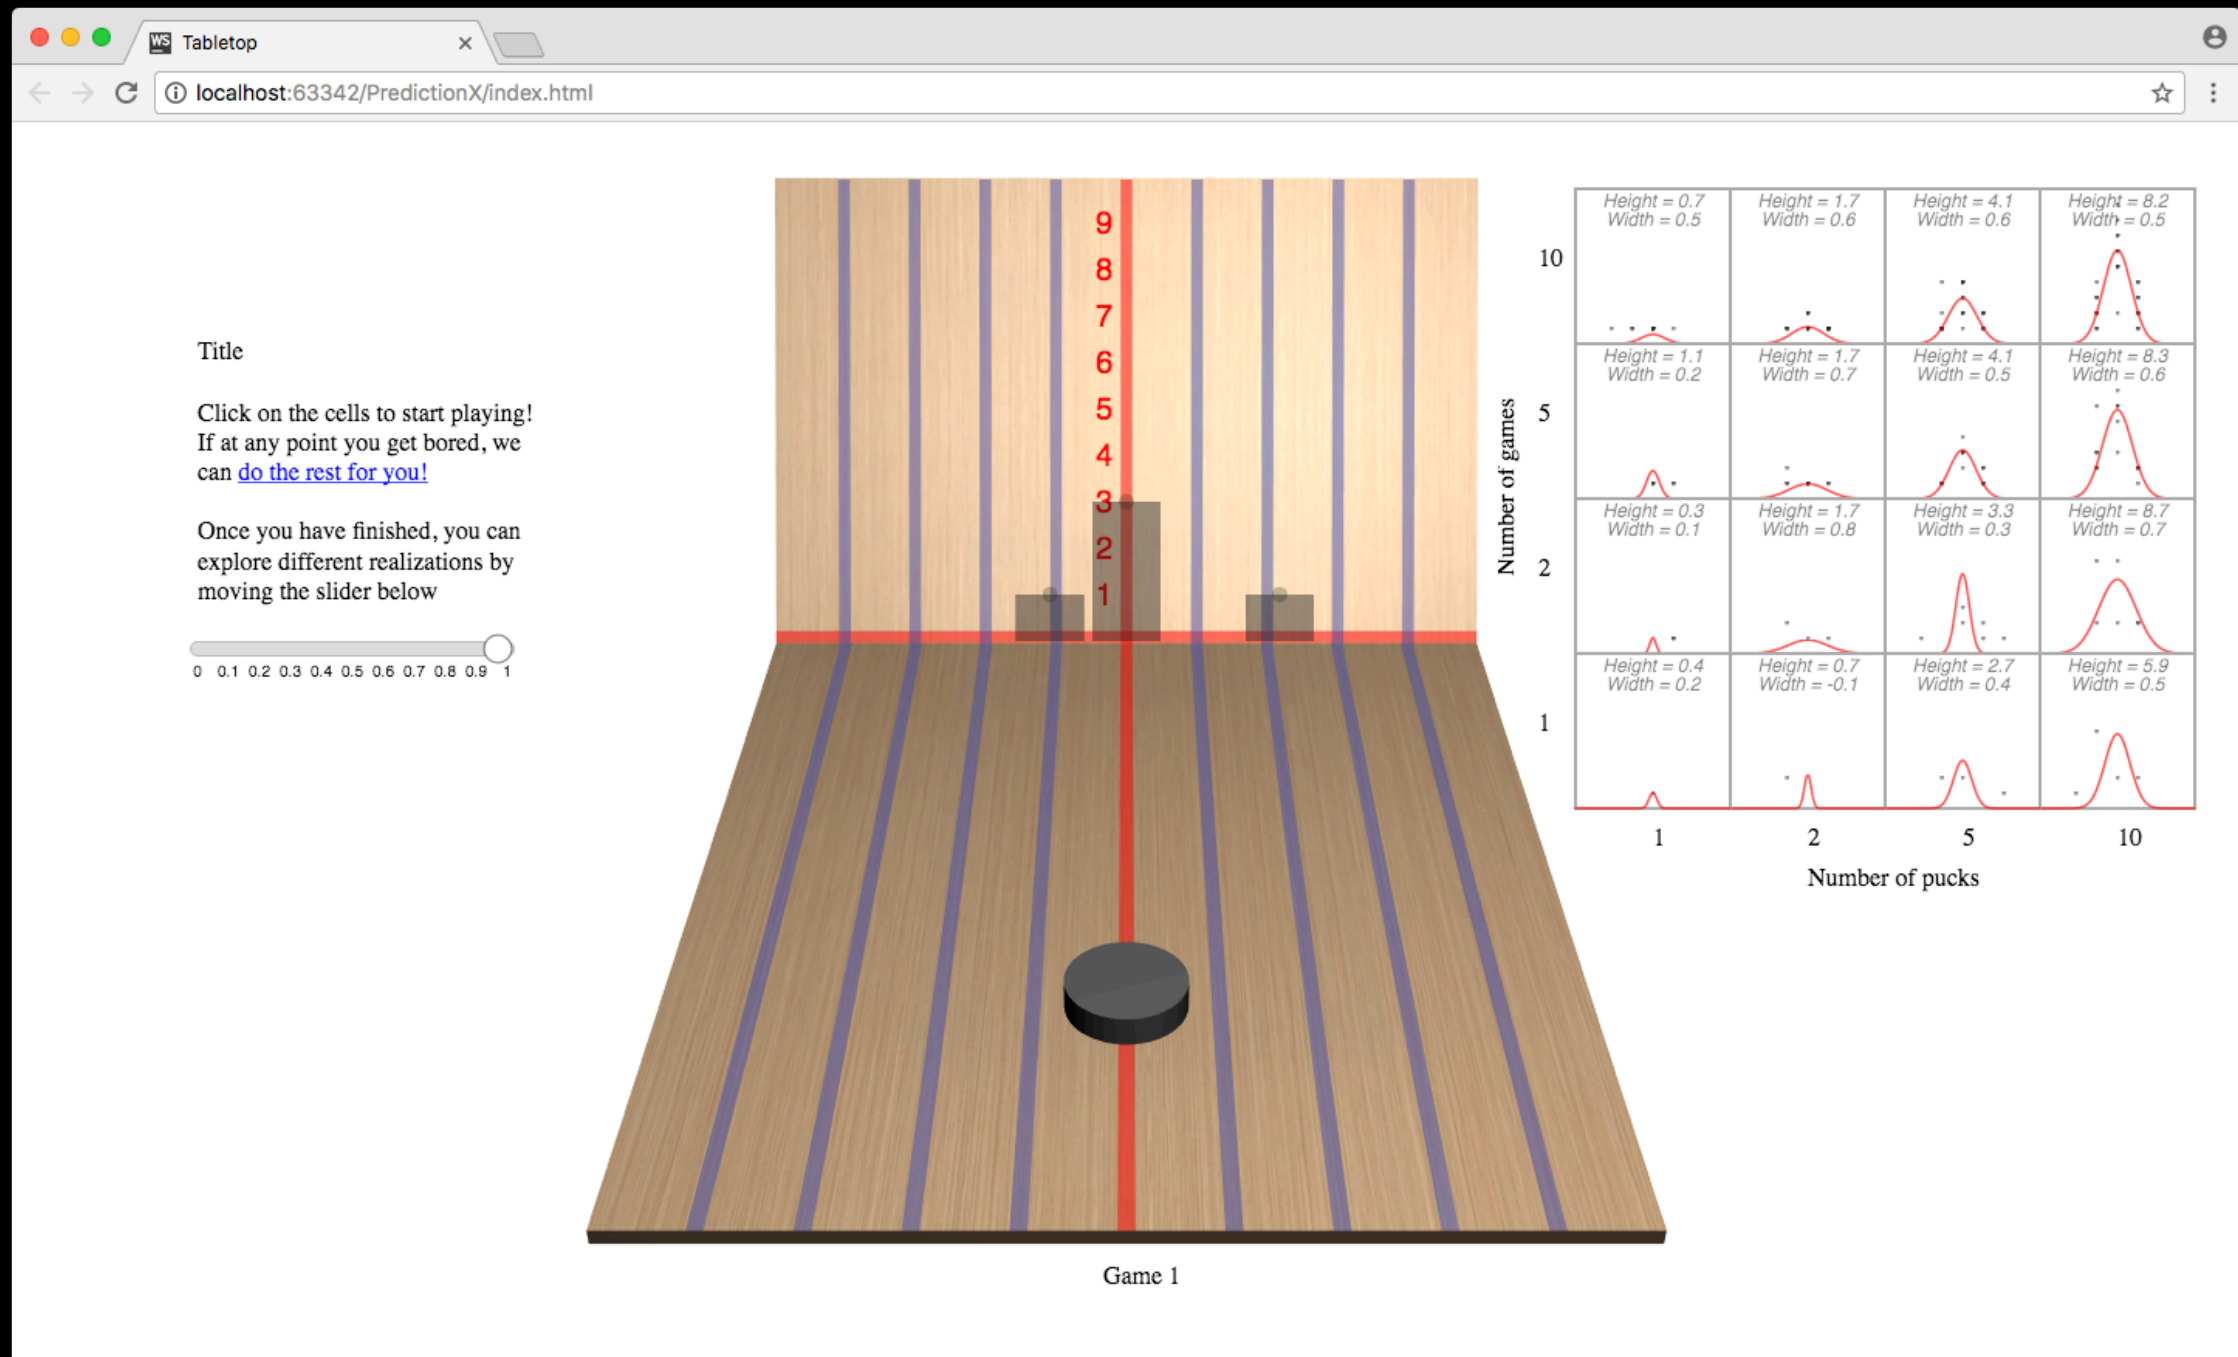 WS Tabletop
localhost:63342/PredictionX/index.html
Title
Click on the cells to start playing!
If at any point you get bored, we
can do the rest for you!
Once you have finished, you can
explore different realizations by
moving the slider below
0 0.1 0.2 0.3 0.4 0.5 0.6 0.7 0.8 0.9 1
9
8
7
6
5
4
3
2
1
Game 1
Number of games
10
Height = 0.7
Width = 0.5
Height = 1.7
Width = 0.6
Height = 4.1
Width = 0.6
Height = 8.2
Width = 0.5
5
Height = 1.1
Width = 0.2
Height = 1.7
Width = 0.7
Height = 4.1
Width = 0.5
Height = 8.3
Width = 0.6
2
Height = 0.3
Width = 0.1
Height = 1.7
Width = 0.8
Height = 3.3
Width = 0.3
Height = 8.7
Width = 0.7
1
Height = 0.4
Width = 0.2
Height = 0.7
Width = -0.1
Height = 2.7
Width = 0.4
Height = 5.9
Width = 0.5
1 2 5 10
Number of pucks